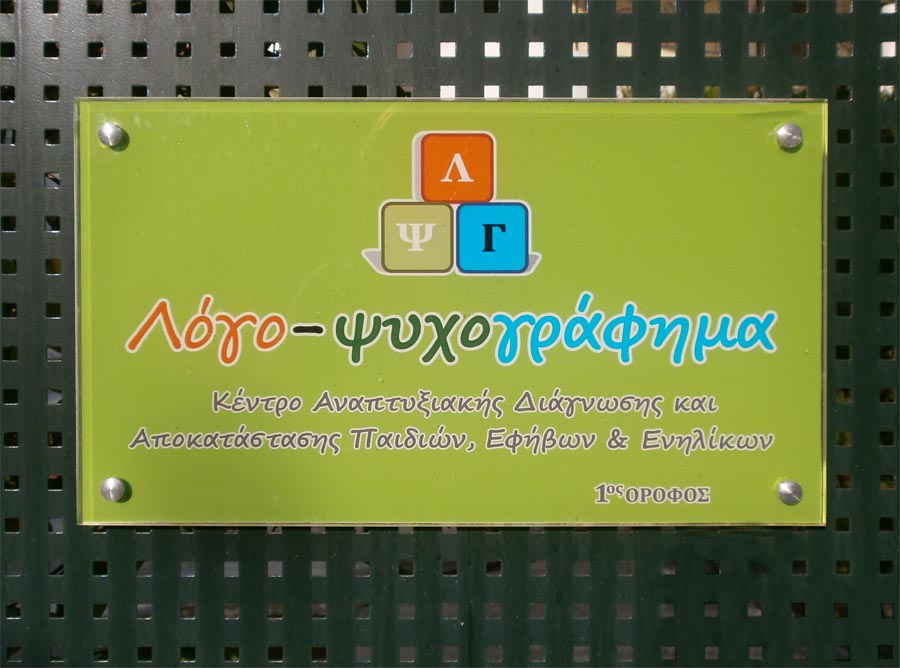 Λ
Ψ Γ
Λόγο-ψυχογράφημα
Κέντρο Αναπτυξιακής Διάγνωσης και
Αποκατάστασης Παιδιών, Εφήβων & Ενηλίκων
1ος ΟΡΟΦΟΣ